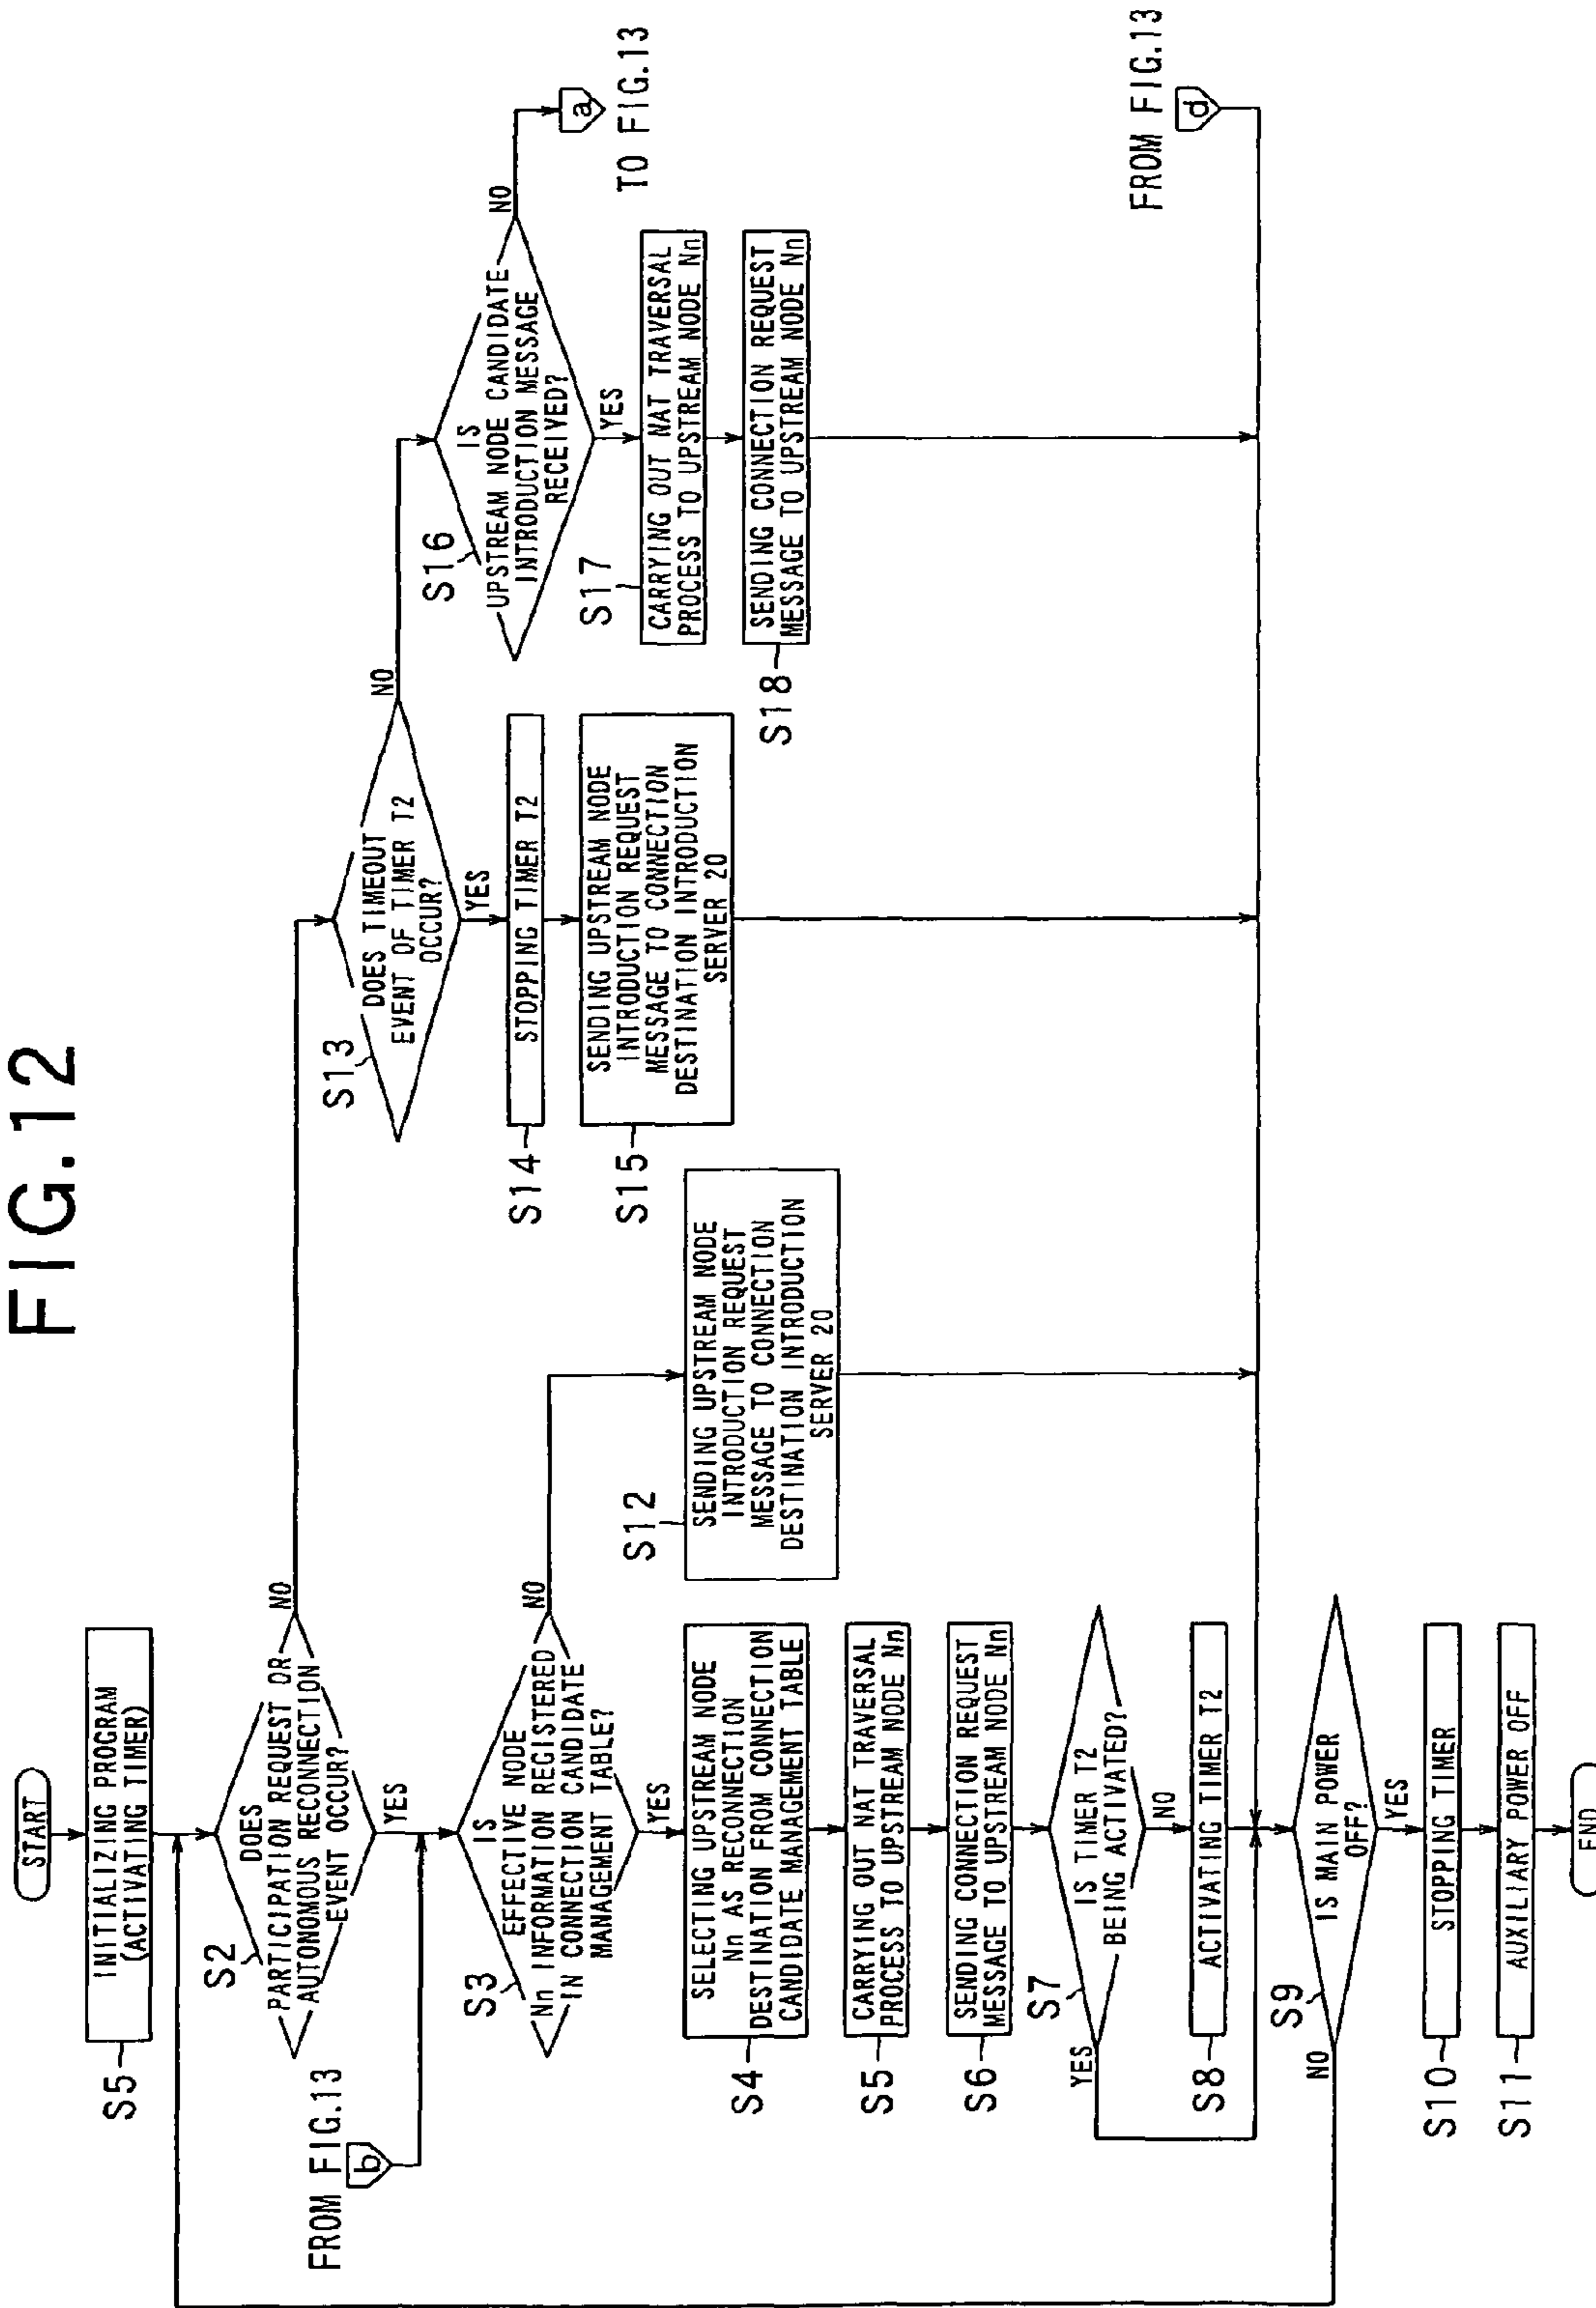 FIG.12
START
S5
INITIALIZING PROGRAM
(ACTIVATING TIMER)
S2
DOES
PARTICIPATION REQUEST OR
AUTONOMOUS RECONNECTION
EVENT OCCUR?
NO
YES
FROM FIG.13
b
S3
IS
EFFECTIVE NODE
Nn INFORMATION REGISTERED
IN CONNECTION CANDIDATE
MANAGEMENT TABLE?
NO
YES
S4
SELECTING UPSTREAM NODE
Nn AS RECONNECTION
DESTINATION FROM CONNECTION
CANDIDATE MANAGEMENT TABLE
S5
CARRYING OUT NAT TRAVERSAL
PROCESS TO UPSTREAM NODE Nn
S6
SENDING CONNECTION REQUEST
MESSAGE TO UPSTREAM NODE Nn
S7
IS TIMER T2
BEING ACTIVATED?
YES
NO
S8
ACTIVATING TIMER T2
S9
IS MAIN POWER
OFF?
NO
YES
S10
STOPPING TIMER
S11
AUXILIARY POWER OFF
END
S12
SENDING UPSTREAM NODE
INTRODUCTION REQUEST
MESSAGE TO CONNECTION
DESTINATION INTRODUCTION
SERVER 20
S13
DOES TIMEOUT
EVENT OF TIMER T2
OCCUR?
NO
YES
S14
STOPPING TIMER T2
S15
SENDING UPSTREAM NODE
INTRODUCTION REQUEST
MESSAGE TO CONNECTION
DESTINATION INTRODUCTION
SERVER 20
S16
IS
UPSTREAM NODE CANDIDATE
INTRODUCTION MESSAGE
RECEIVED?
NO
YES
a
TO FIG.13
S17
CARRYING OUT NAT TRAVERSAL
PROCESS TO UPSTREAM NODE Nn
S18
SENDING CONNECTION REQUEST
MESSAGE TO UPSTREAM NODE Nn
FROM FIG.13
d